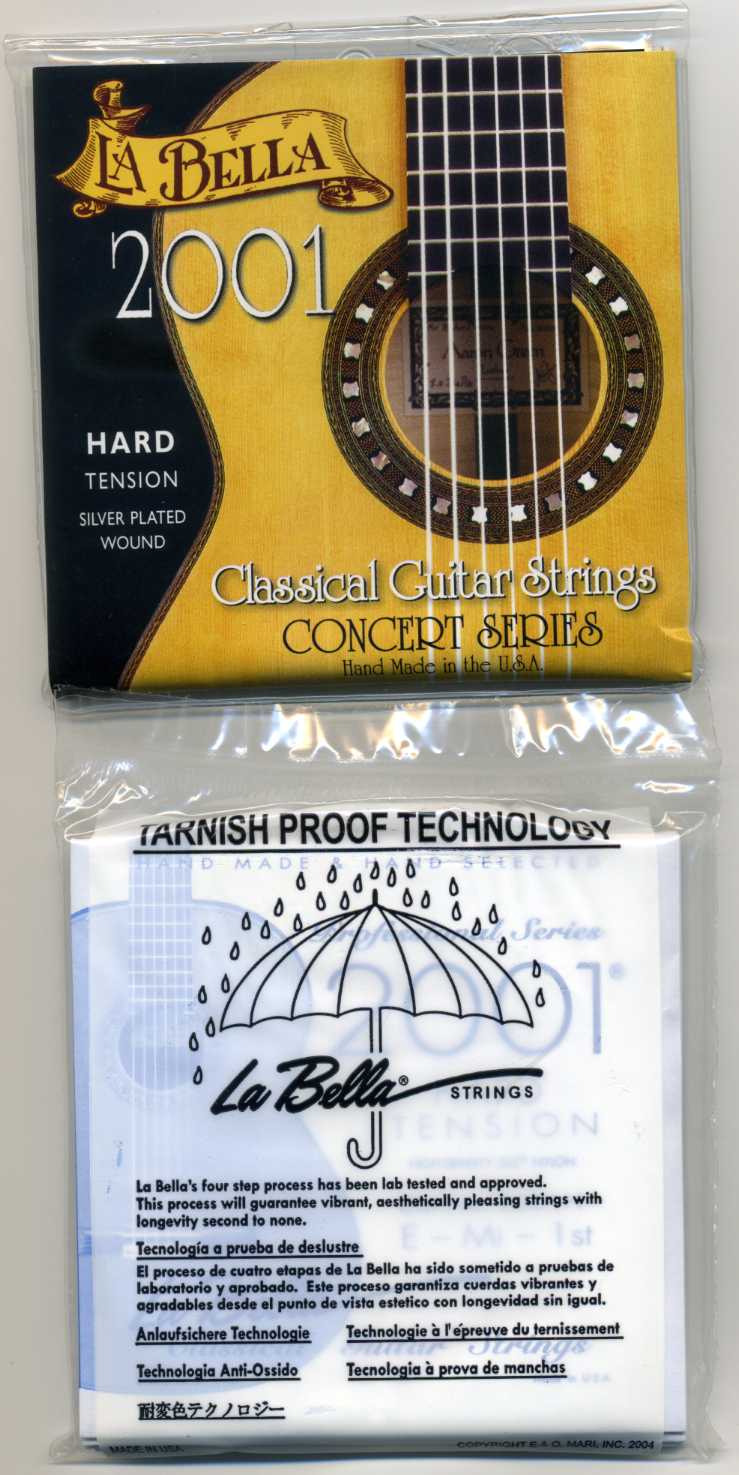 LA BELLA
2001
HARD
TENSION
SILVER PLATED
WOUND
Classical Guitar Strings
CONCERT SERIES
Hand Made in the U.S.A.
TARNISH PROOF TECHNOLOGY
HAND MADE & HAND SELECTED
Professional Series
2001®
TENSION
La Bella® STRINGS
La Bella's four step process has been lab tested and approved.
This process will guarantee vibrant, aesthetically pleasing strings with
longevity second to none.
E - Mi - 1st
Tecnología a prueba de deslustre
El proceso de cuatro etapas de La Bella ha sido sometido a pruebas de
laboratorio y aprobado. Este proceso garantiza cuerdas vibrantes y
agradables desde el punto de vista estetico con longevidad sin igual.
Anlaufsichere Technologie Technologie à l'épreuve du ternissement
Classical Guitar Strings
Technologia Anti-Ossido Tecnologia à prova de manchas
耐変色テクノロジー
MADE IN USA COPYRIGHT E & O. MARI, INC. 2004